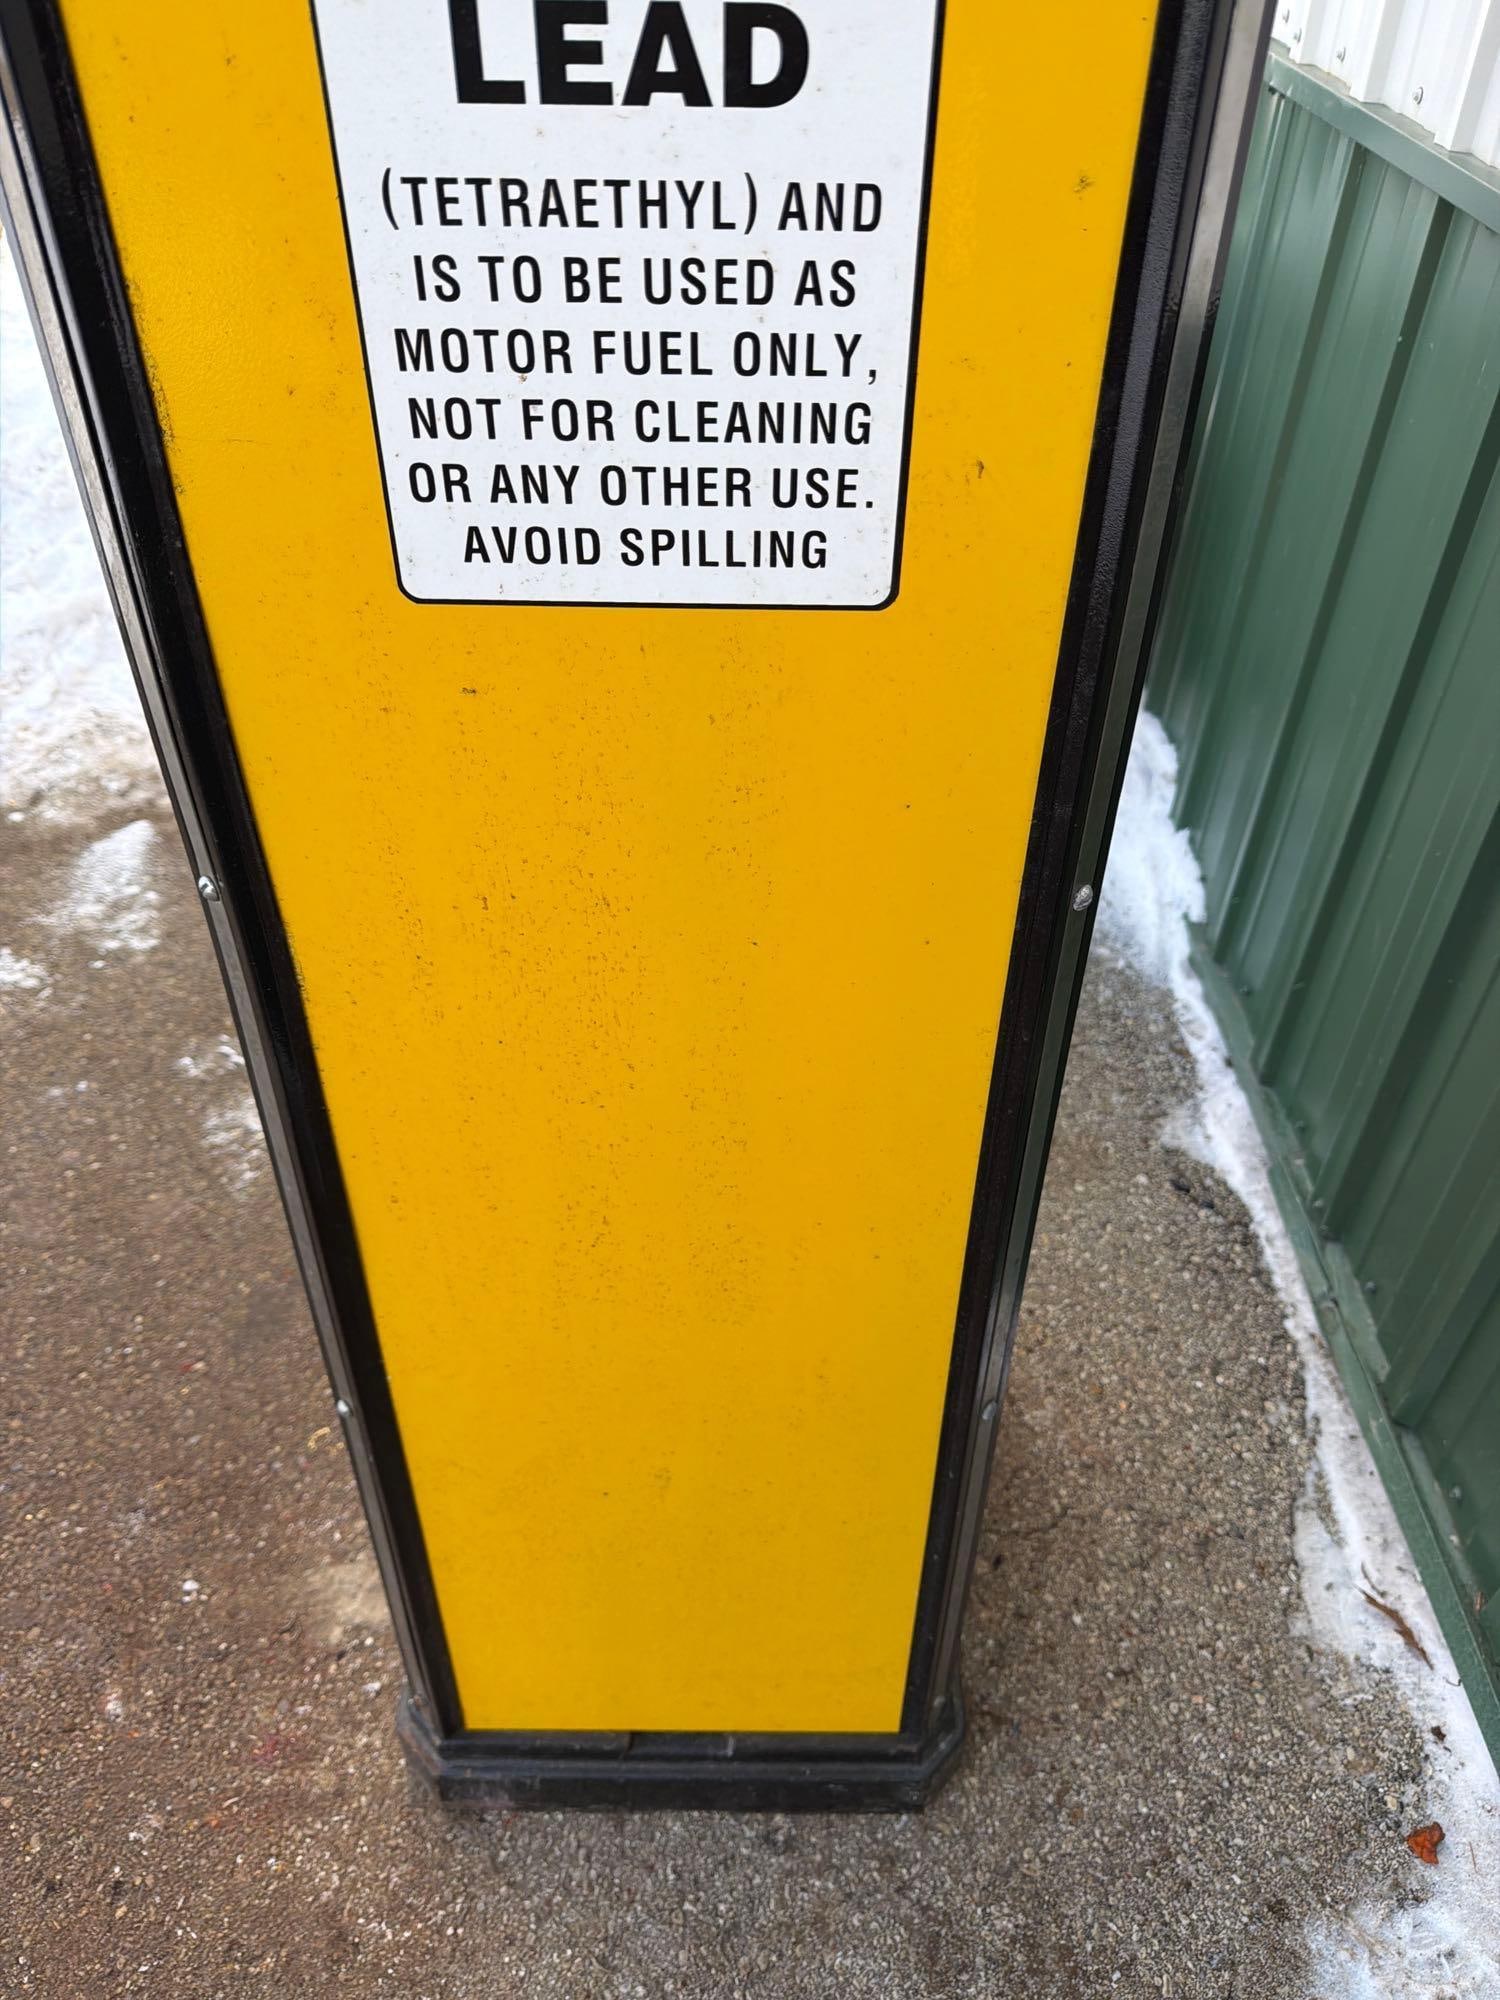 LEAD
(TETRAETHYL) AND
IS TO BE USED AS
MOTOR FUEL ONLY,
NOT FOR CLEANING
OR ANY OTHER USE.
AVOID SPILLING